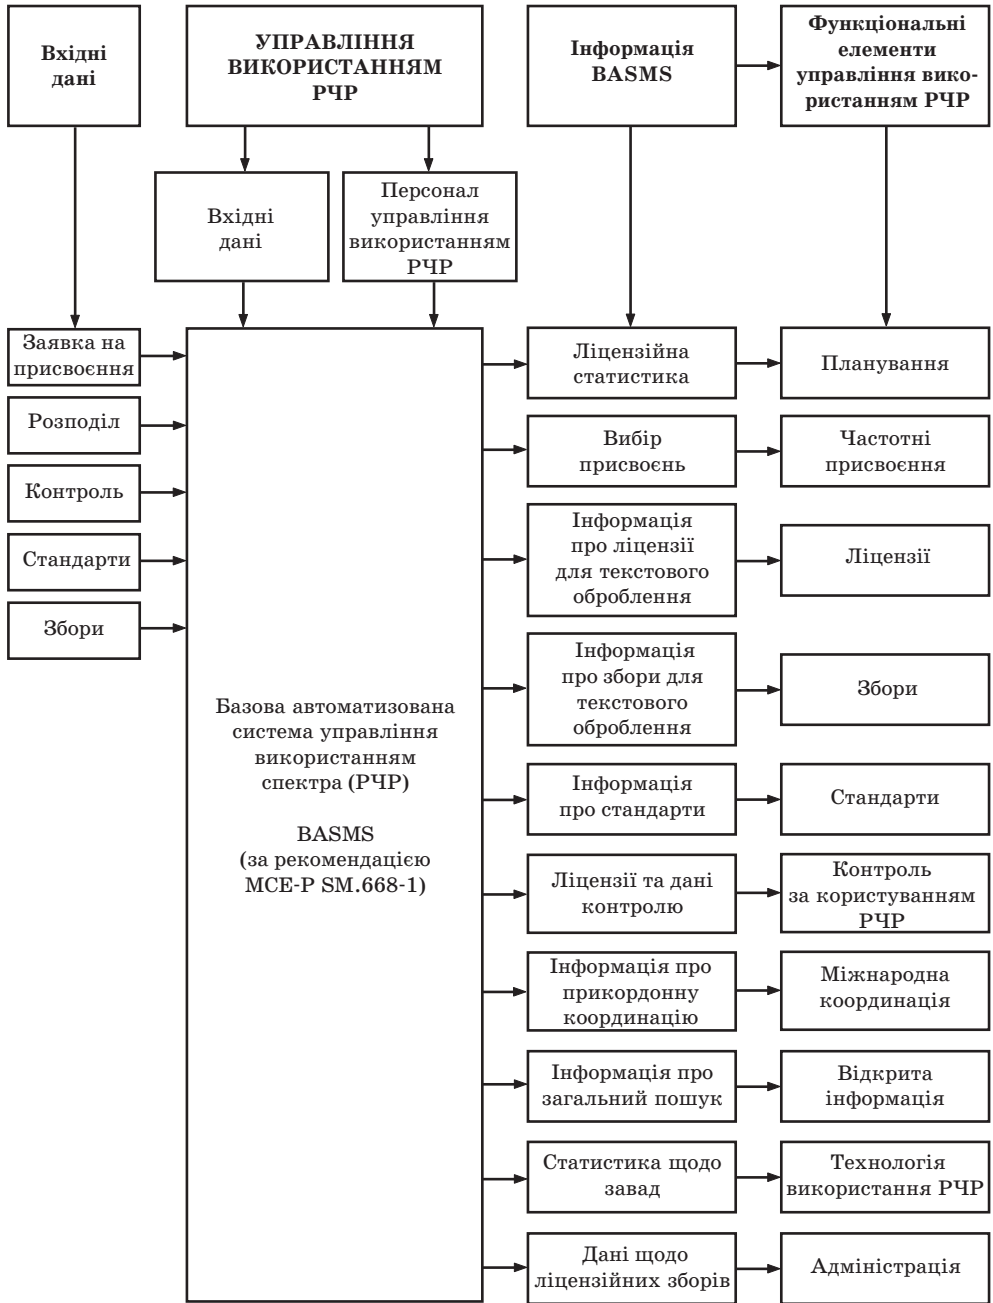 Вхідні
дані
УПРАВЛІННЯ
ВИКОРИСТАННЯМ
РЧР
Інформація
BASMS
Функціональні
елементи
управління вико-
ристанням РЧР
Вхідні
дані
Персонал
управління
використанням
РЧР
Заявка на
присвоєння
Розподіл
Контроль
Стандарти
Збори
Базова автоматизована
система управління
використанням
спектра (РЧР)
BASMS
(за рекомендацією
МСЕ-Р SM.668-1)
Ліцензійна
статистика
Планування
Вибір
присвоєнь
Частотні
присвоєння
Інформація
про ліцензії
для текстового
оброблення
Ліцензії
Інформація
про збори для
текстового
оброблення
Збори
Інформація
про стандарти
Стандарти
Ліцензії та дані
контролю
Контроль
за користуванням
РЧР
Інформація про
прикордонну
координацію
Міжнародна
координація
Інформація про
загальний пошук
Відкрита
інформація
Статистика щодо
завад
Технологія
використання РЧР
Дані щодо
ліцензійних зборів
Адміністрація